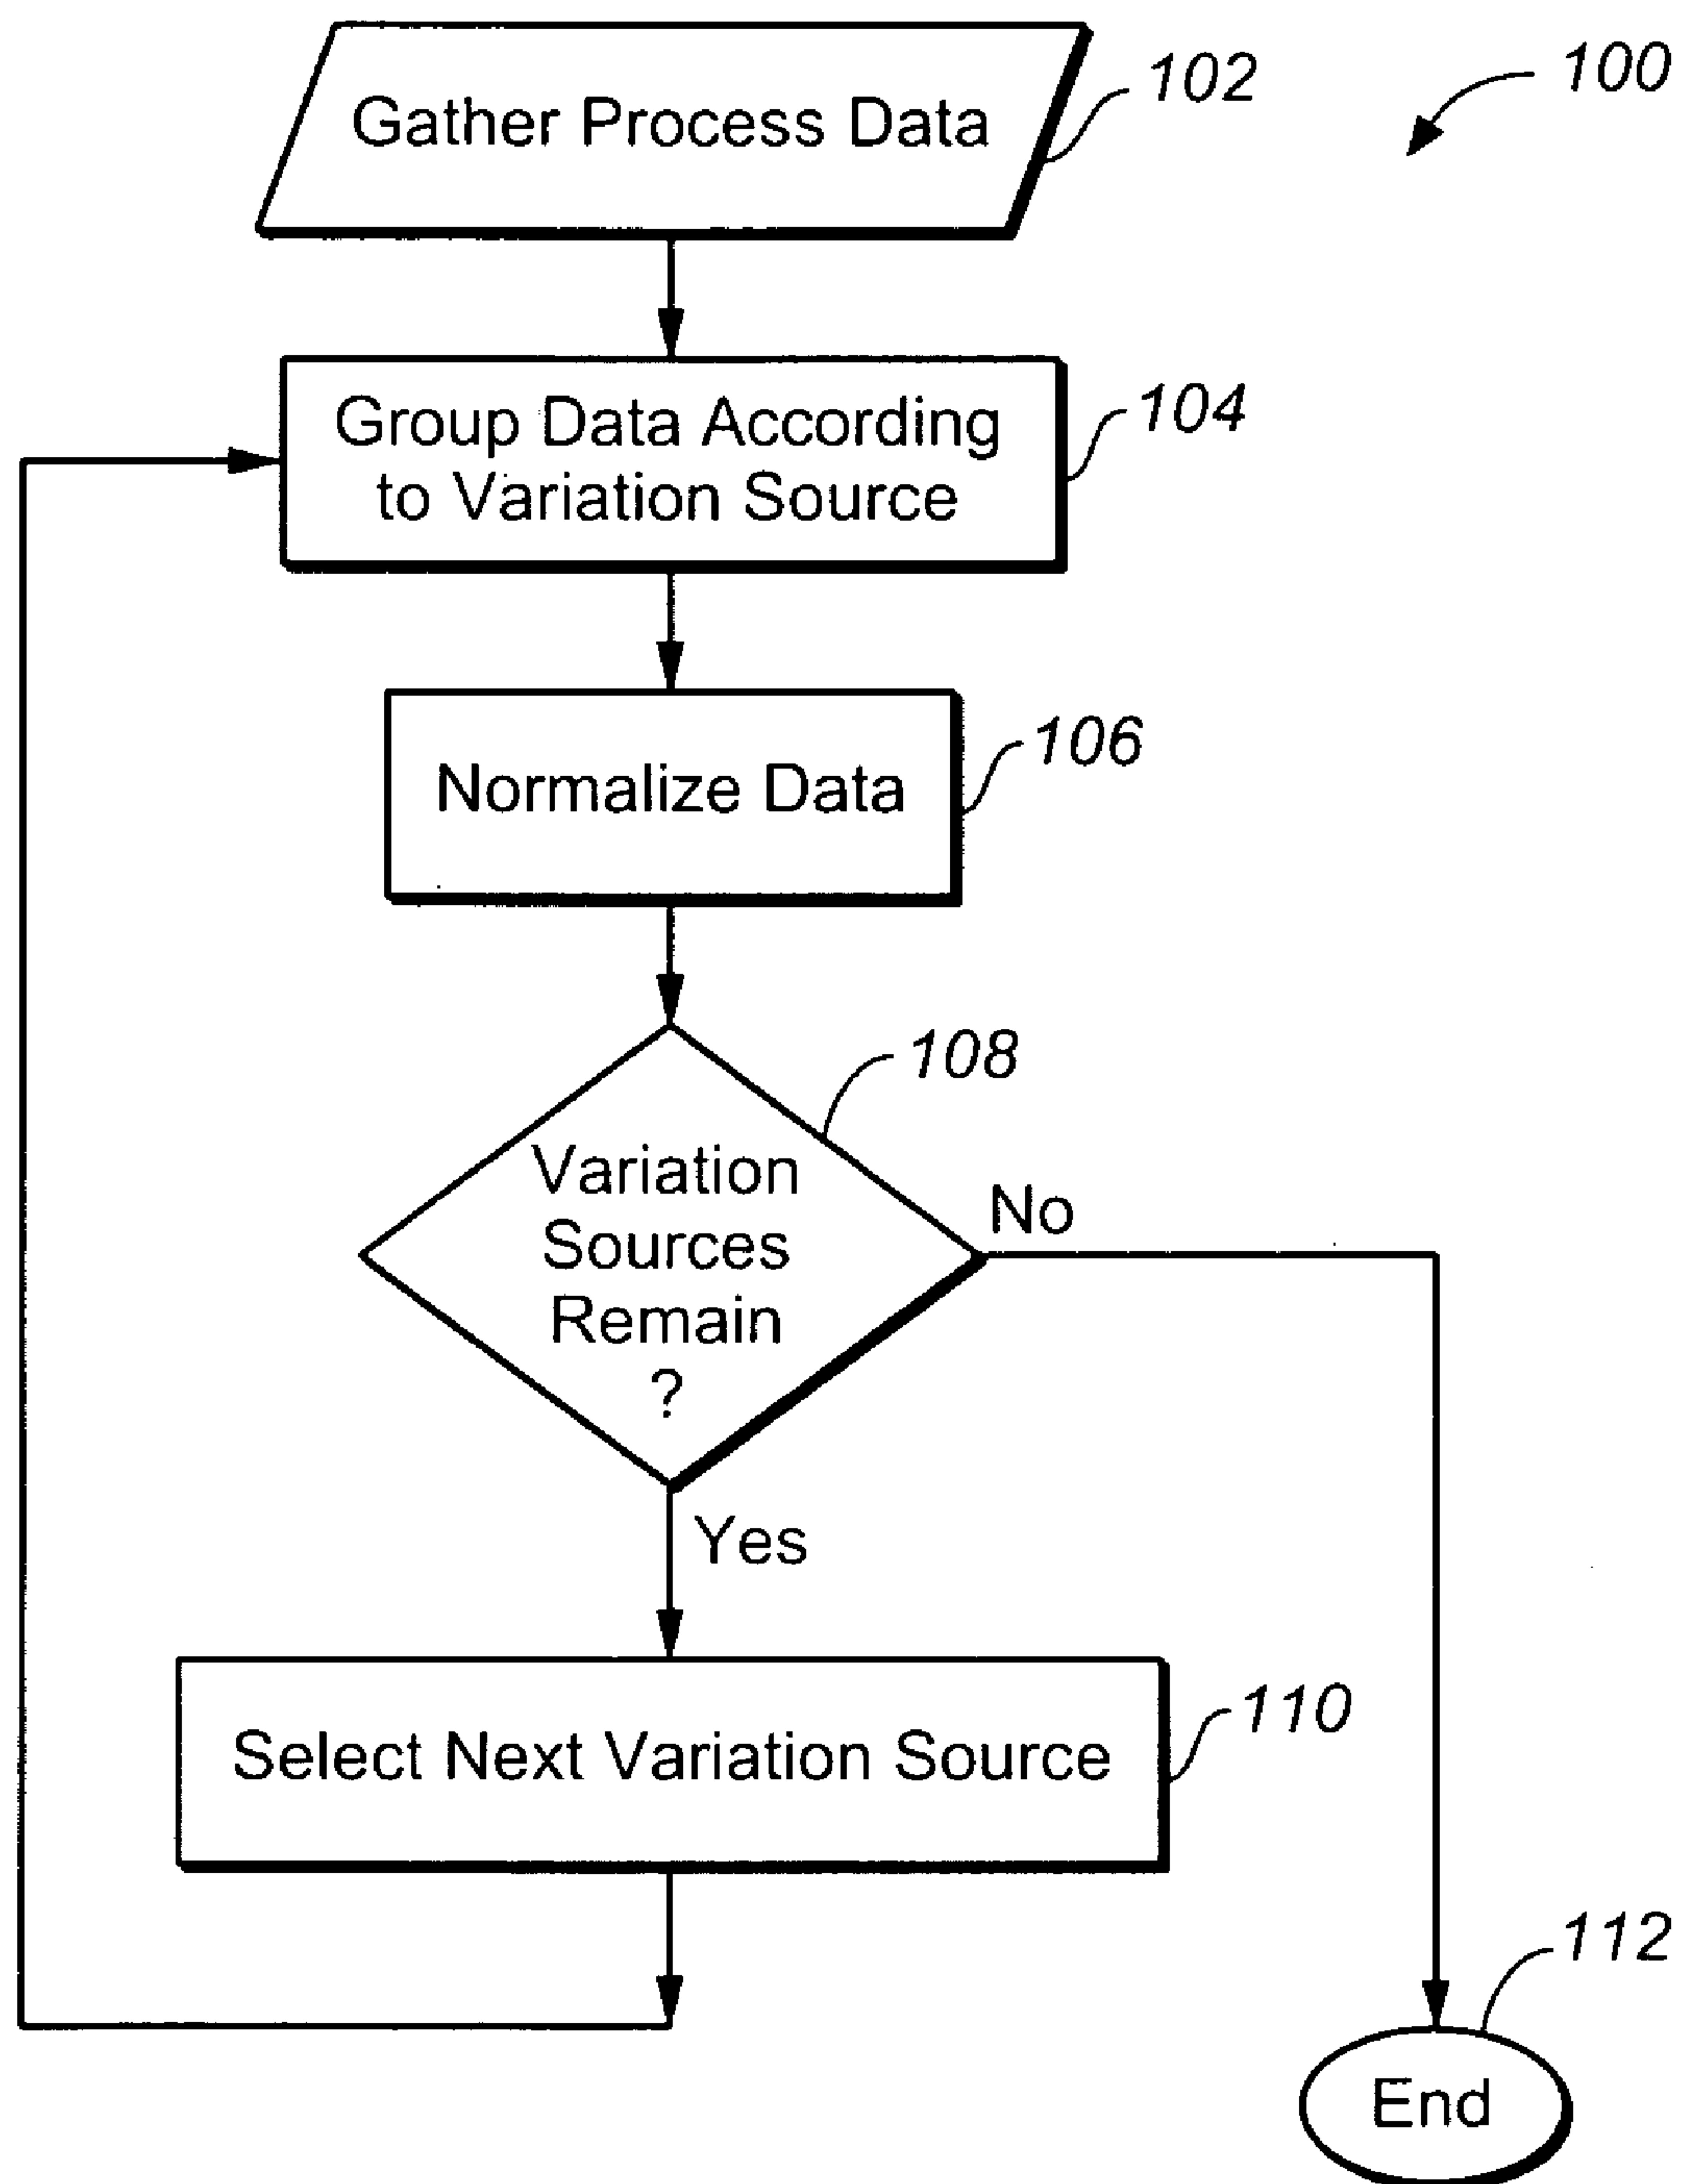 100
102
Gather Process Data
104
Group Data According
to Variation Source
106
Normalize Data
108
Variation
Sources
Remain
?
No
Yes
110
Select Next Variation Source
112
End